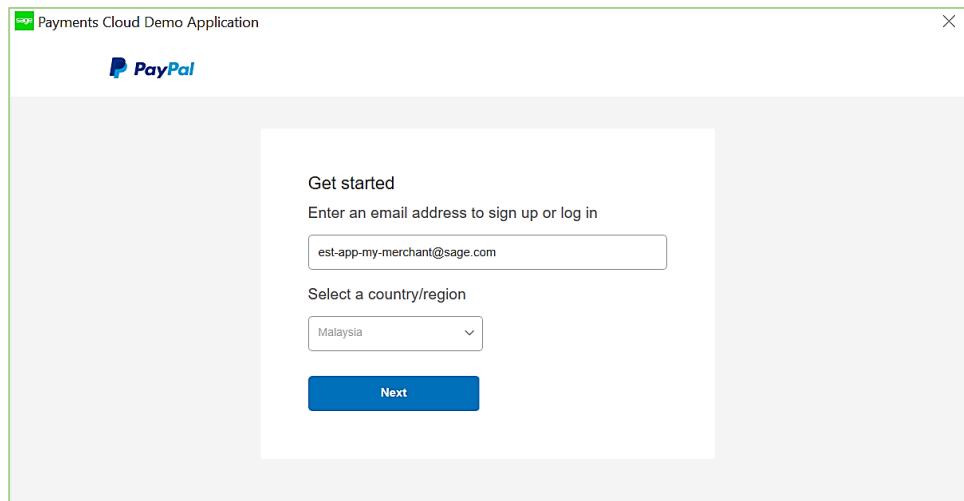 sage Payments Cloud Demo Application
PayPal
Get started
Enter an email address to sign up or log in
est-app-my-merchant@sage.com
Select a country/region
Malaysia
Next